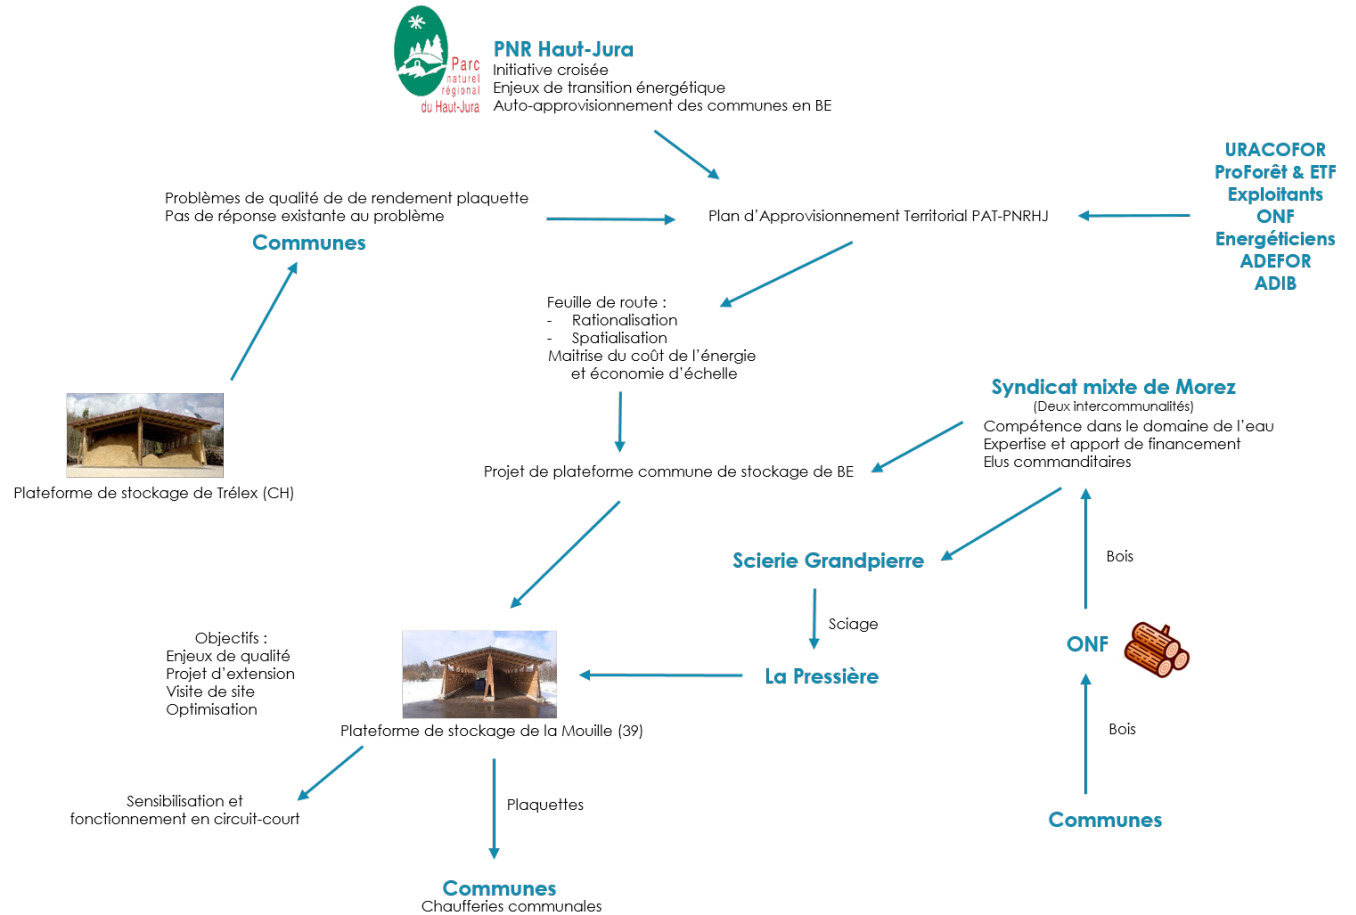 PNR Haut-Jura
Initiative croisée
Enjeux de transition énergétique
Auto-approvisionnement des communes en BE
Parc
naturel
régional
du Haut-Jura
URACOFOR
ProForêt & ETF
Exploitants
ONF
Energéticiens
ADEFOR
ADIB
Problèmes de qualité de de rendement plaquette
Pas de réponse existante au problème
Communes
Plan d'Approvisionnement Territorial PAT-PNRHJ
Feuille de route :
- Rationalisation
- Spatialisation
Maitrise du coût de l'énergie
et économie d'échelle
Syndicat mixte de Morez
(Deux intercommunalités)
Compétence dans le domaine de l'eau
Expertise et apport de financement
Elus commanditaires
Plateforme de stockage de Trélex (CH)
Projet de plateforme commune de stockage de BE
Scierie Grandpierre
Bois
Sciage
Objectifs :
Enjeux de qualité
Projet d'extension
Visite de site
Optimisation
ONF
La Pressière
Plateforme de stockage de la Mouille (39)
Bois
Sensibilisation et
fonctionnement en circuit-court
Plaquettes
Communes
Communes
Chaufferies communales